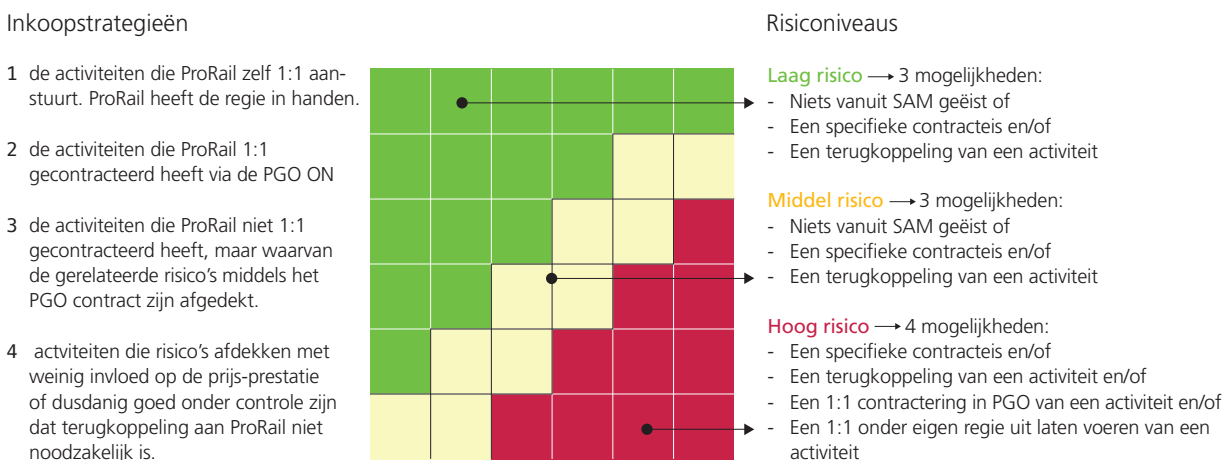 Inkoopstrategieën
1 de activiteiten die ProRail zelf 1:1 aan-
stuurt. ProRail heeft de regie in handen.
2 de activiteiten die ProRail 1:1
gecontracteerd heeft via de PGO ON
3 de activiteiten die ProRail niet 1:1
gecontracteerd heeft, maar waarvan
de gerelateerde risico's middels het
PGO contract zijn afgedekt.
4 actviteiten die risico's afdekken met
weinig invloed op de prijs-prestatie
of dusdanig goed onder controle zijn
dat terugkoppeling aan ProRail niet
noodzakelijk is.
Risiconiveaus
Laag risico → 3 mogelijkheden:
- Niets vanuit SAM geëist of
- Een specifieke contracteis en/of
- Een terugkoppeling van een activiteit
Middel risico → 3 mogelijkheden:
- Niets vanuit SAM geëist of
- Een specifieke contracteis en/of
- Een terugkoppeling van een activiteit
Hoog risico → 4 mogelijkheden:
- Een specifieke contracteis en/of
- Een terugkoppeling van een activiteit en/of
- Een 1:1 contractering in PGO van een activiteit en/of
- Een 1:1 onder eigen regie uit laten voeren van een
activiteit